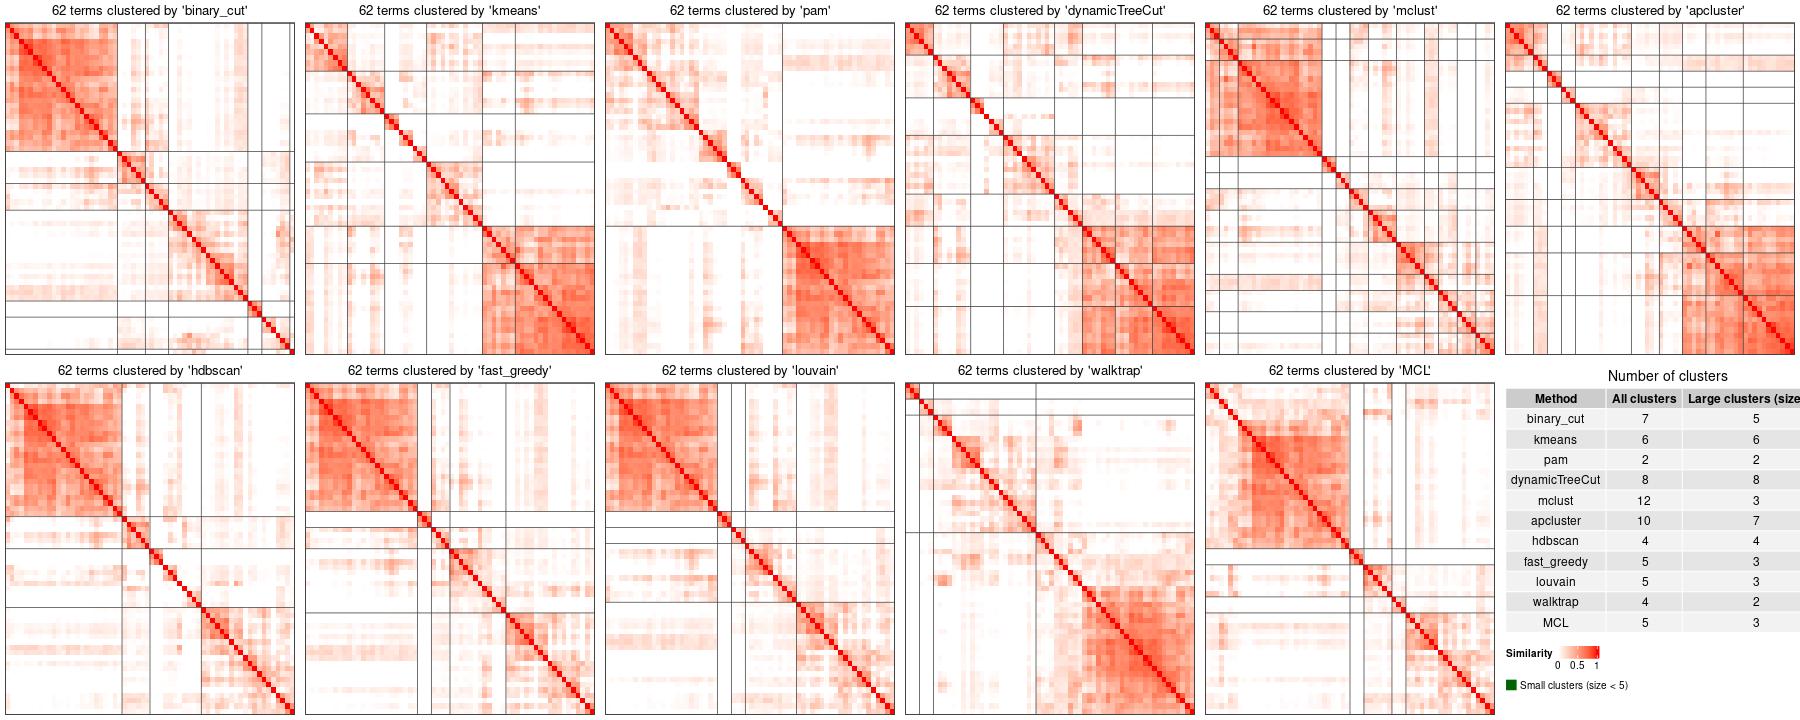 62 terms clustered by 'binary_cut'
62 terms clustered by 'kmeans'
62 terms clustered by 'pam'
62 terms clustered by 'dynamicTreeCut'
62 terms clustered by 'mclust'
62 terms clustered by 'apcluster'
62 terms clustered by 'hdbscan'
62 terms clustered by 'fast_greedy'
62 terms clustered by 'louvain'
62 terms clustered by 'walktrap'
62 terms clustered by 'MCL'
Number of clusters
Method All clusters Large clusters (size
binary_cut 7 5
kmeans 6 6
pam 2 2
dynamicTreeCut 8 8
mclust 12 3
apcluster 10 7
hdbscan 4 4
fast_greedy 5 3
louvain 5 3
walktrap 4 2
MCL 5 3
Similarity
0 0.5 1
Small clusters (size < 5)